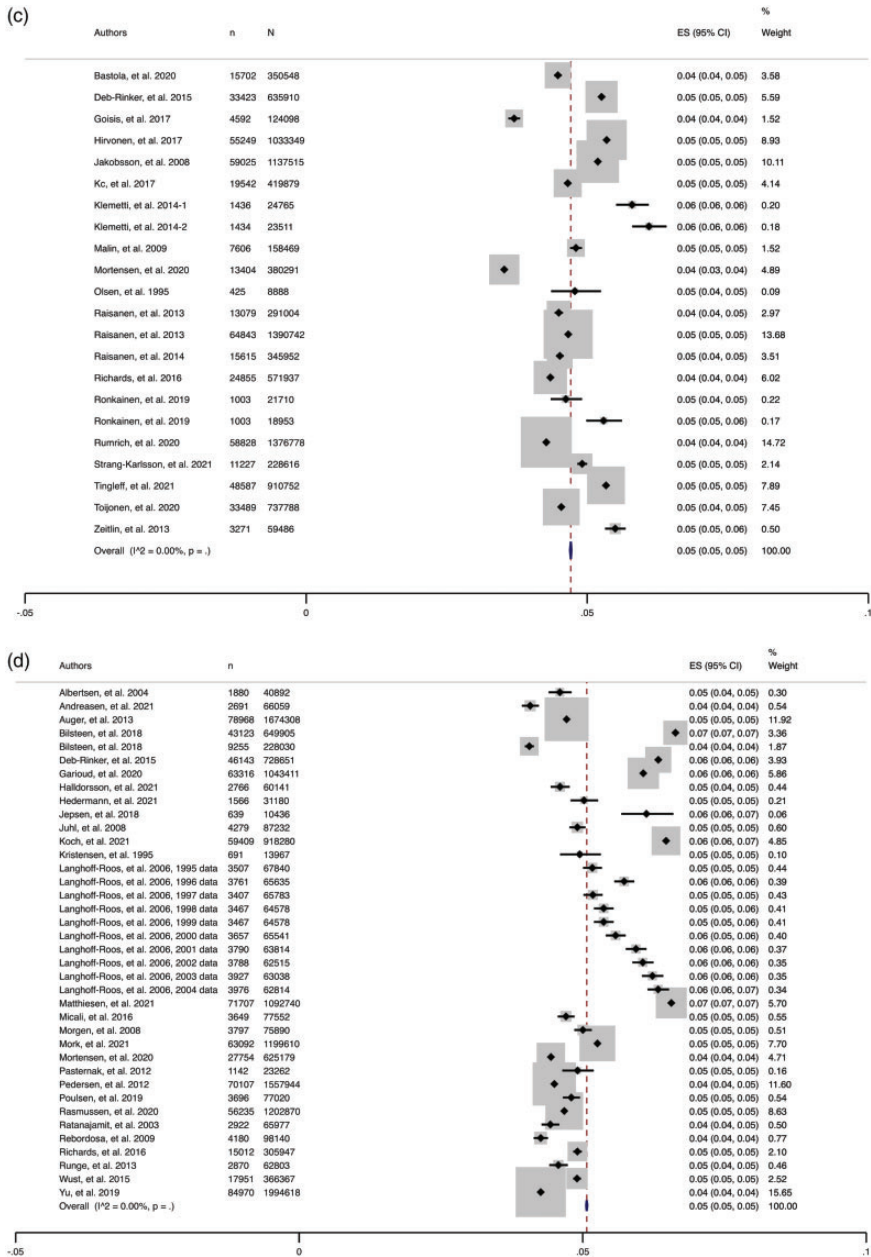 (c)
%
Authors n N ES (95% CI) Weight
Bastola, et al. 2020 15702 350548 0.04 (0.04, 0.05) 3.58
Deb-Rinker, et al. 2015 33423 635910 0.05 (0.05, 0.05) 5.59
Goisis, et al. 2017 4592 124098 0.04 (0.04, 0.04) 1.52
Hirvonen, et al. 2017 55249 1033349 0.05 (0.05, 0.05) 8.93
Jakobsson, et al. 2008 59025 1137515 0.05 (0.05, 0.05) 10.11
Kc, et al. 2017 19542 419879 0.05 (0.05, 0.05) 4.14
Klemetti, et al. 2014-1 1436 24765 0.06 (0.06, 0.06) 0.20
Klemetti, et al. 2014-2 1434 23511 0.06 (0.06, 0.06) 0.18
Malin, et al. 2009 7606 158469 0.05 (0.05, 0.05) 1.52
Mortensen, et al. 2020 13404 380291 0.04 (0.03, 0.04) 4.89
Olsen, et al. 1995 425 8888 0.05 (0.04, 0.05) 0.09
Raisanen, et al. 2013 13079 291004 0.04 (0.04, 0.05) 2.97
Raisanen, et al. 2013 64843 1390742 0.05 (0.05, 0.05) 13.68
Raisanen, et al. 2014 15615 345952 0.05 (0.04, 0.05) 3.51
Richards, et al. 2016 24855 571937 0.04 (0.04, 0.04) 6.02
Ronkainen, et al. 2019 1003 21710 0.05 (0.04, 0.05) 0.22
Ronkainen, et al. 2019 1003 18953 0.05 (0.05, 0.06) 0.17
Rumrich, et al. 2020 58828 1376778 0.04 (0.04, 0.04) 14.72
Strang-Karlsson, et al. 2021 11227 228616 0.05 (0.05, 0.05) 2.14
Tingleff, et al. 2021 48587 910752 0.05 (0.05, 0.05) 7.89
Toijonen, et al. 2020 33489 737788 0.05 (0.04, 0.05) 7.45
Zeitlin, et al. 2013 3271 59486 0.05 (0.05, 0.06) 0.50
Overall (I^2 = 0.00%, p = .) 0.05 (0.05, 0.05) 100.00
-.05 0 .05 .1
(d)
%
Authors n ES (95% CI) Weight
Albertsen, et al. 2004 1880 40892 0.05 (0.04, 0.05) 0.30
Andreasen, et al. 2021 2691 66059 0.04 (0.04, 0.04) 0.54
Auger, et al. 2013 78968 1674308 0.05 (0.05, 0.05) 11.92
Bilsteen, et al. 2018 43123 649905 0.07 (0.07, 0.07) 3.36
Bilsteen, et al. 2018 9255 228030 0.04 (0.04, 0.04) 1.87
Deb-Rinker, et al. 2015 46143 728651 0.06 (0.06, 0.06) 3.93
Garioud, et al. 2020 63316 1043411 0.06 (0.06, 0.06) 5.86
Halldorsson, et al. 2021 2766 60141 0.05 (0.04, 0.05) 0.44
Hedermann, et al. 2021 1566 31180 0.05 (0.05, 0.05) 0.21
Jepsen, et al. 2018 639 10436 0.06 (0.06, 0.07) 0.06
Juhl, et al. 2008 4279 87232 0.05 (0.05, 0.05) 0.60
Koch, et al. 2021 59409 918280 0.06 (0.06, 0.07) 4.85
Kristensen, et al. 1995 691 13967 0.05 (0.05, 0.05) 0.10
Langhoff-Roos, et al. 2006, 1995 data 3507 67840 0.05 (0.05, 0.05) 0.44
Langhoff-Roos, et al. 2006, 1996 data 3761 65635 0.06 (0.06, 0.06) 0.39
Langhoff-Roos, et al. 2006, 1997 data 3407 65783 0.05 (0.05, 0.05) 0.43
Langhoff-Roos, et al. 2006, 1998 data 3467 64578 0.05 (0.05, 0.06) 0.41
Langhoff-Roos, et al. 2006, 1999 data 3467 64578 0.05 (0.05, 0.06) 0.41
Langhoff-Roos, et al. 2006, 2000 data 3657 65541 0.06 (0.05, 0.06) 0.40
Langhoff-Roos, et al. 2006, 2001 data 3790 63814 0.06 (0.06, 0.06) 0.37
Langhoff-Roos, et al. 2006, 2002 data 3788 62515 0.06 (0.06, 0.06) 0.35
Langhoff-Roos, et al. 2006, 2003 data 3927 63038 0.06 (0.06, 0.06) 0.35
Langhoff-Roos, et al. 2006, 2004 data 3976 62814 0.06 (0.06, 0.07) 0.34
Matthiesen, et al. 2021 71707 1092740 0.07 (0.07, 0.07) 5.70
Micali, et al. 2016 3649 77552 0.05 (0.05, 0.05) 0.55
Morgen, et al. 2008 3797 75890 0.05 (0.05, 0.05) 0.51
Mork, et al. 2021 63092 1199610 0.05 (0.05, 0.05) 7.70
Mortensen, et al. 2020 27754 625179 0.04 (0.04, 0.04) 4.71
Pasternak, et al. 2012 1142 23262 0.05 (0.05, 0.05) 0.16
Pedersen, et al. 2012 70107 1557944 0.04 (0.04, 0.05) 11.60
Poulsen, et al. 2019 3696 77020 0.05 (0.05, 0.05) 0.54
Rasmussen, et al. 2020 56235 1202870 0.05 (0.05, 0.05) 8.63
Ratanajamit, et al. 2003 2922 65977 0.04 (0.04, 0.05) 0.50
Rebordosa, et al. 2009 4180 98140 0.04 (0.04, 0.04) 0.77
Richards, et al. 2016 15012 305947 0.05 (0.05, 0.05) 2.10
Runge, et al. 2013 2870 62803 0.05 (0.04, 0.05) 0.46
Wust, et al. 2015 17951 366367 0.05 (0.05, 0.05) 2.52
Yu, et al. 2019 84970 1994618 0.04 (0.04, 0.04) 15.65
Overall (I^2 = 0.00%, p = .) 0.05 (0.05, 0.05) 100.00
-.05 0 .05 .1